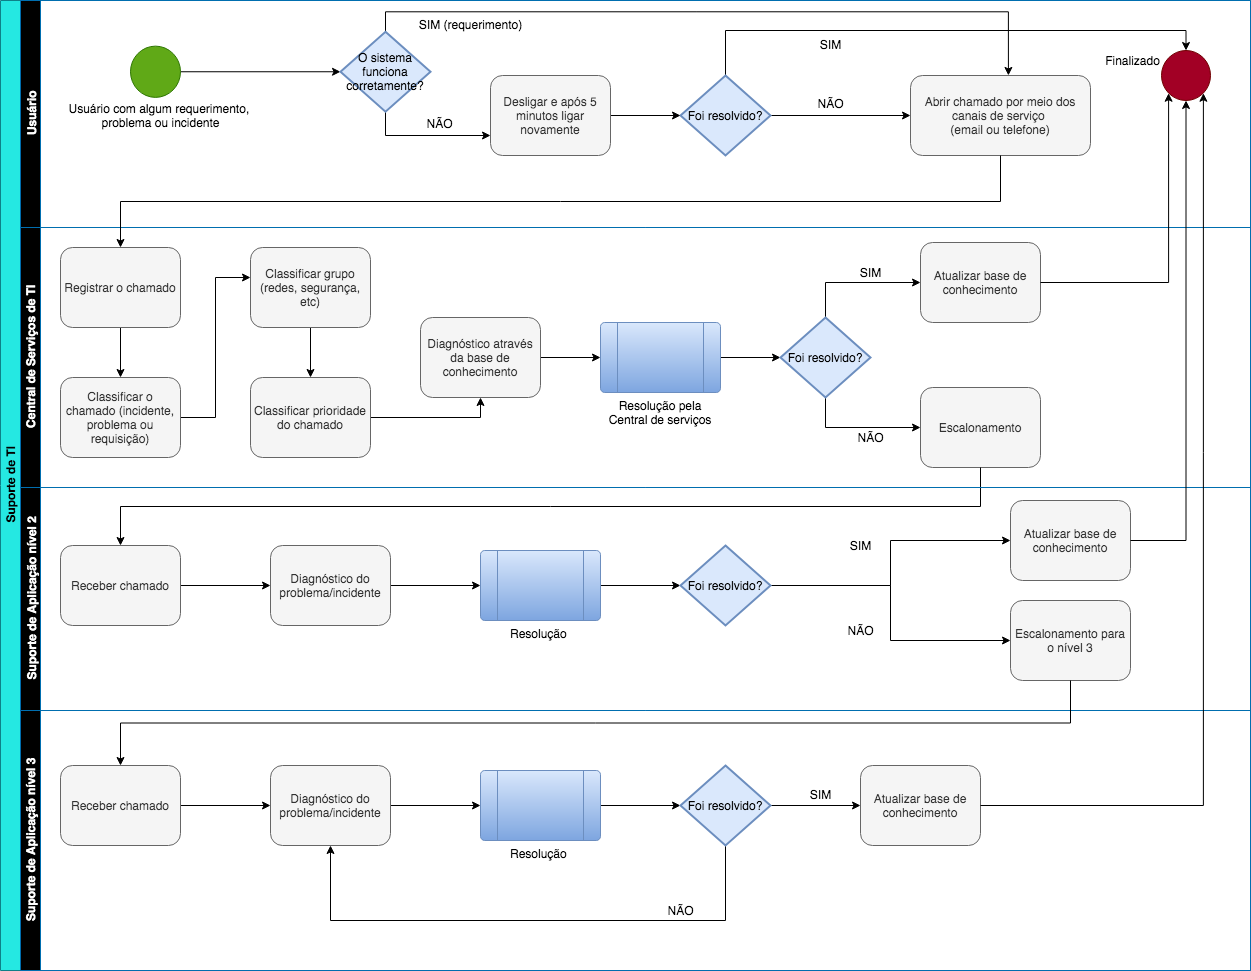 Suporte de TI
Usuário
SIM (requerimento)
O sistema
funciona
corretamente?
Usuário com algum requerimento,
problema ou incidente
NÃO
Desligar e após 5
minutos ligar
novamente
Foi resolvido?
SIM
NÃO
Abrir chamado por meio dos
canais de serviço
(email ou telefone)
Finalizado
Central de Serviços de TI
Registrar o chamado
Classificar o
chamado (incidente,
problema ou
requisição)
Classificar grupo
(redes, segurança,
etc)
Classificar prioridade
do chamado
Diagnóstico através
da base de
conhecimento
Resolução pela
Central de serviços
Foi resolvido?
SIM
Atualizar base de
conhecimento
NÃO
Escalonamento
Suporte de Aplicação nível 2
Receber chamado
Diagnóstico do
problema/incidente
Resolução
Foi resolvido?
SIM
Atualizar base de
conhecimento
NÃO
Escalonamento para
o nível 3
Suporte de Aplicação nível 3
Receber chamado
Diagnóstico do
problema/incidente
Resolução
Foi resolvido?
SIM
Atualizar base de
conhecimento
NÃO